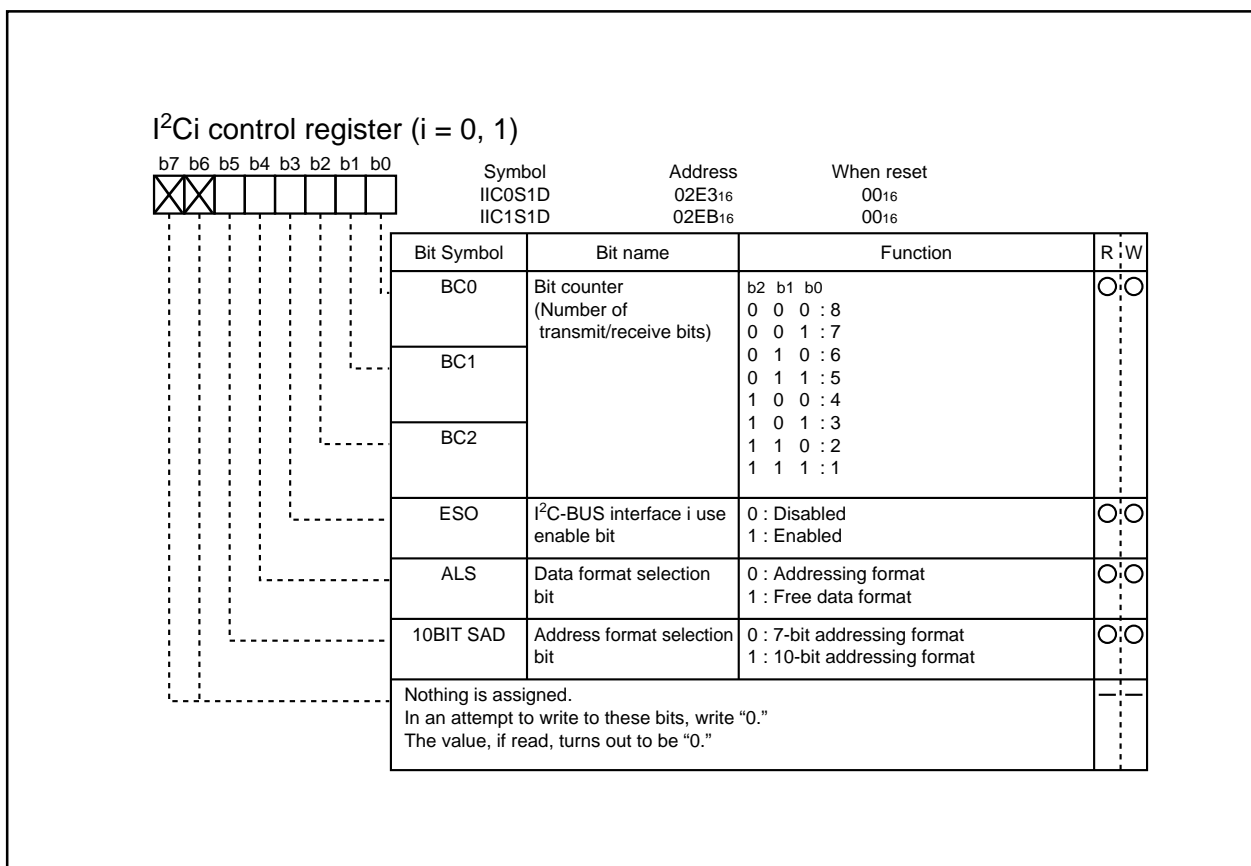 I2Ci control register (i = 0, 1)
b7 b6 b5 b4 b3 b2 b1 b0
Symbol Address When reset
IIC0S1D 02E316 0016
IIC1S1D 02EB16 0016
Bit Symbol Bit name Function R W
BC0 Bit counter b2 b1 b0
(Number of 0 0 0 : 8
transmit/receive bits) 0 0 1 : 7
0 1 0 : 6
BC1 0 1 1 : 5
1 0 0 : 4
1 0 1 : 3
BC2 1 1 0 : 2
1 1 1 : 1
ESO I2C-BUS interface i use 0 : Disabled
enable bit 1 : Enabled
ALS Data format selection 0 : Addressing format
bit 1 : Free data format
10BIT SAD Address format selection 0 : 7-bit addressing format
bit 1 : 10-bit addressing format
Nothing is assigned. — —
In an attempt to write to these bits, write “0.”
The value, if read, turns out to be “0.”